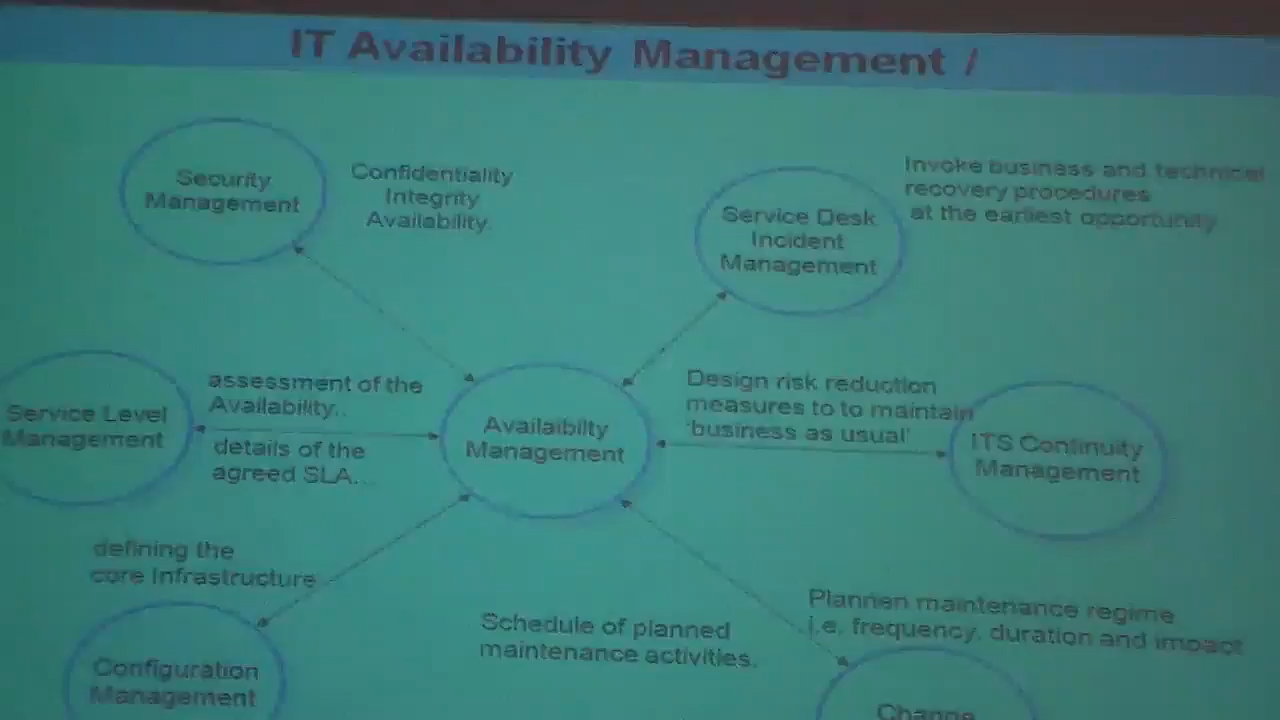 IT Availability Management /
Security
Management
Confidentiality
Integrity
Availability.
Service Desk
Incident
Management
Invoke business and technical
recovery procedures
at the earliest opportunity
Service Level
Management
assessment of the
Availability..
details of the
agreed SLA...
Availaibilty
Management
Design risk reduction
measures to to maintain
'business as usual'
ITS Continuity
Management
defining the
core Infrastructure
Configuration
Management
Schedule of planned
maintenance activities.
Plannen maintenance regime
i.e, frequency, duration and impact
Change